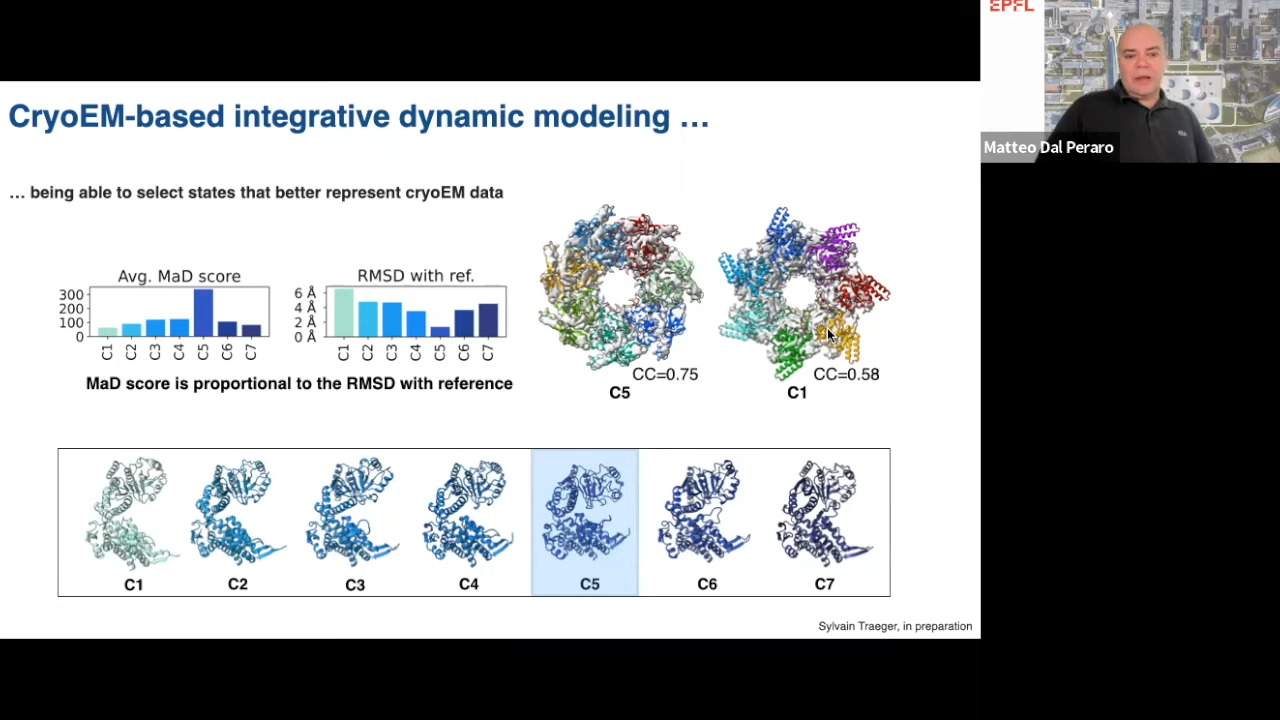 EPFL
Matteo Dal Peraro
CryoEM-based integrative dynamic modeling ...
... being able to select states that better represent cryoEM data
Avg. MaD score
300
200
100
0
C1 C2 C3 C4 C5 C6 C7
RMSD with ref.
6 Å
4 Å
2 Å
0 Å
C1 C2 C3 C4 C5 C6 C7
MaD score is proportional to the RMSD with reference
CC=0.75
C5
CC=0.58
C1
C1 C2 C3 C4 C5 C6 C7
Sylvain Traeger, in preparation